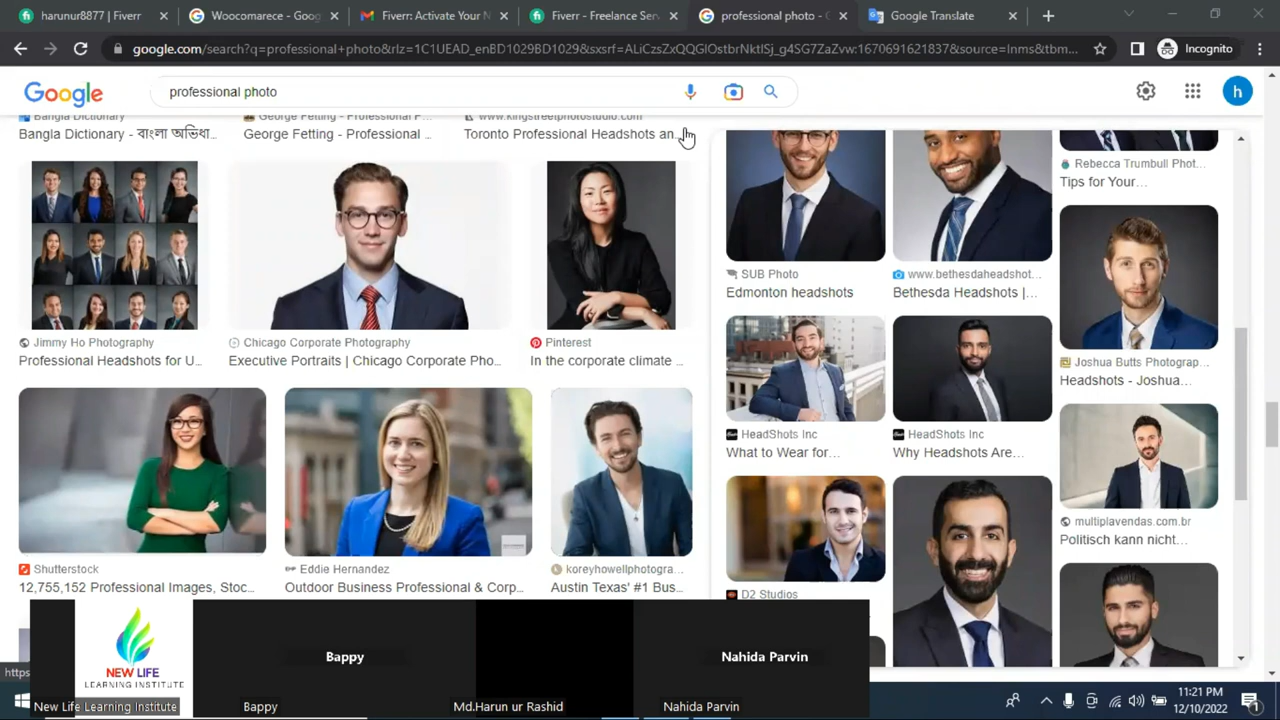 harunur8877 | Fiverr
Woocomarece - Goog
Fiverr: Activate Your N
Fiverr - Freelance Serv
professional photo - G
Google Translate
google.com/search?q=professional+photo&rlz=1C1UEAD_enBD1029BD1029&sxsrf=ALiCzsZxQQGlOstbrNktlSj_g4SG7ZaZvw:1670691621837&source=lnms&tbm...
Incognito
Google
professional photo
h
Bangla Dictionary
George Fetting - Professional P
www.kingstreetphotostudio.com
Bangla Dictionary - বাংলা অভিধা...
George Fetting - Professional ...
Toronto Professional Headshots an...
Jimmy Ho Photography
Professional Headshots for U...
Chicago Corporate Photography
Executive Portraits | Chicago Corporate Pho...
Pinterest
In the corporate climate ...
Shutterstock
12,755,152 Professional Images, Stoc...
Eddie Hernandez
Outdoor Business Professional & Corp...
koreyhowellphotogra...
Austin Texas' #1 Bus...
SUB Photo
Edmonton headshots
www.bethesdaheadshot...
Bethesda Headshots |...
Rebecca Trumbull Phot...
Tips for Your...
HeadShots Inc
What to Wear for...
HeadShots Inc
Why Headshots Are...
Joshua Butts Photograp...
Headshots - Joshua...
D2 Studios
multiplavendas.com.br
Politisch kann nicht...
https
NEW LIFE
LEARNING INSTITUTE
New Life Learning Institute
Bappy
Bappy
Md.Harun ur Rashid
Nahida Parvin
Nahida Parvin
11:21 PM
12/10/2022
1